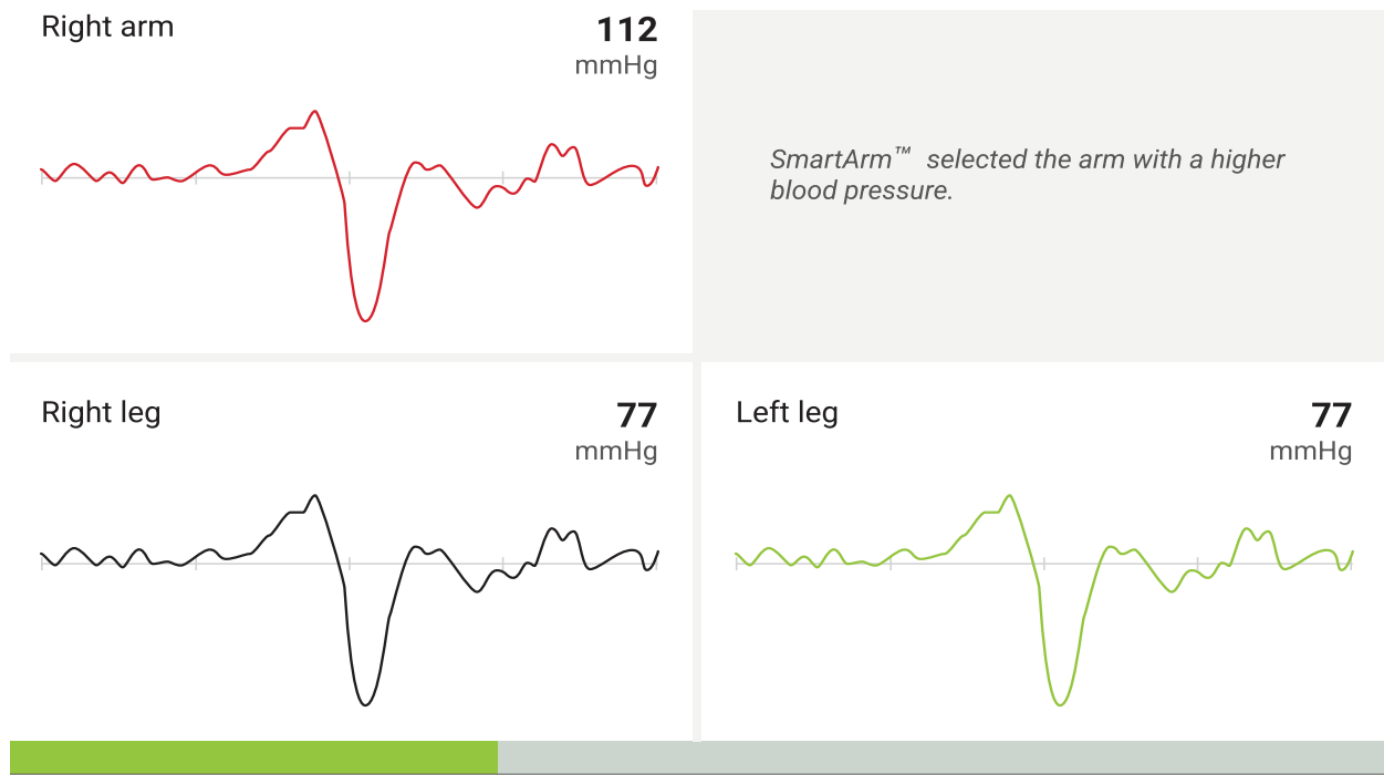 Right arm
112
mmHg
SmartArm™ selected the arm with a higher
blood pressure.
Right leg
77
mmHg
Left leg
77
mmHg